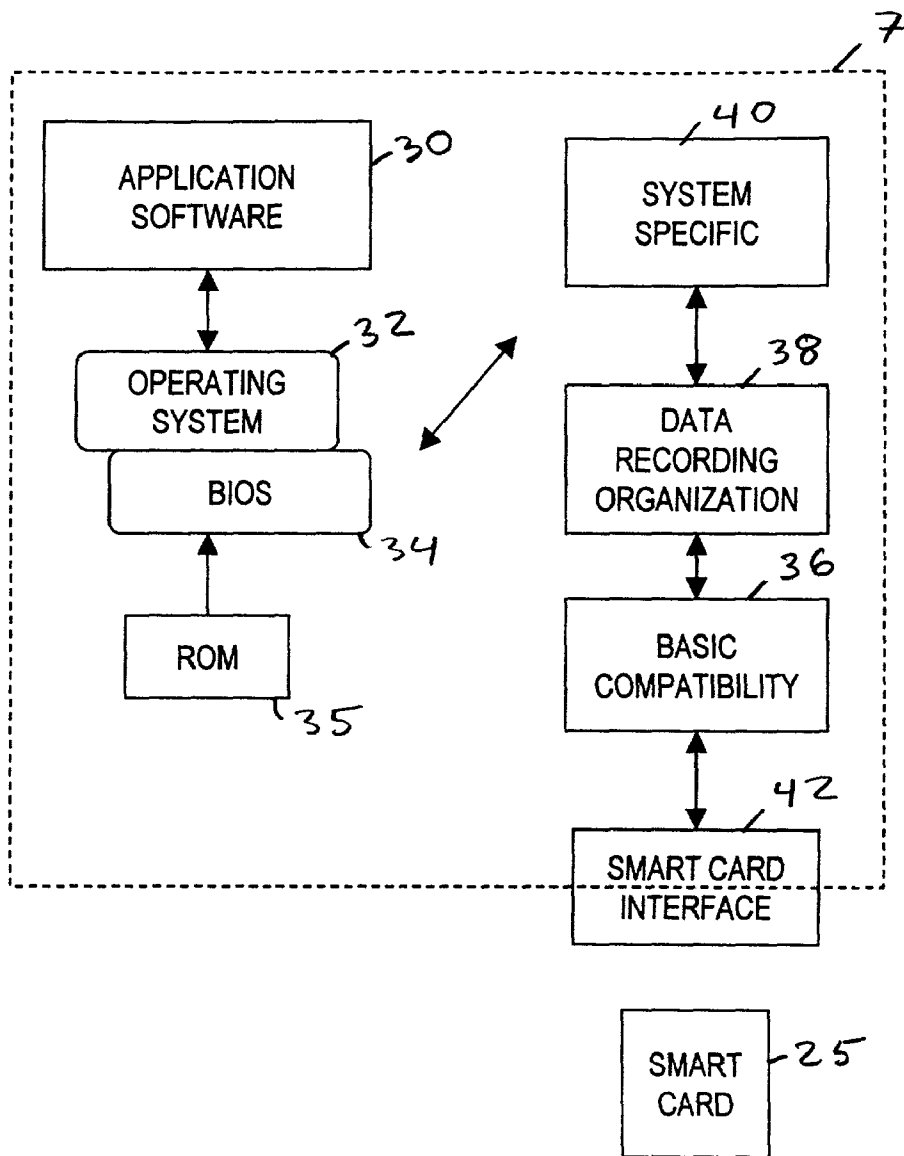 7
APPLICATION
SOFTWARE
30
40
SYSTEM
SPECIFIC
32
OPERATING
SYSTEM
38
DATA
RECORDING
ORGANIZATION
BIOS
34
36
ROM
35
BASIC
COMPATIBILITY
42
SMART CARD
INTERFACE
SMART
CARD
25